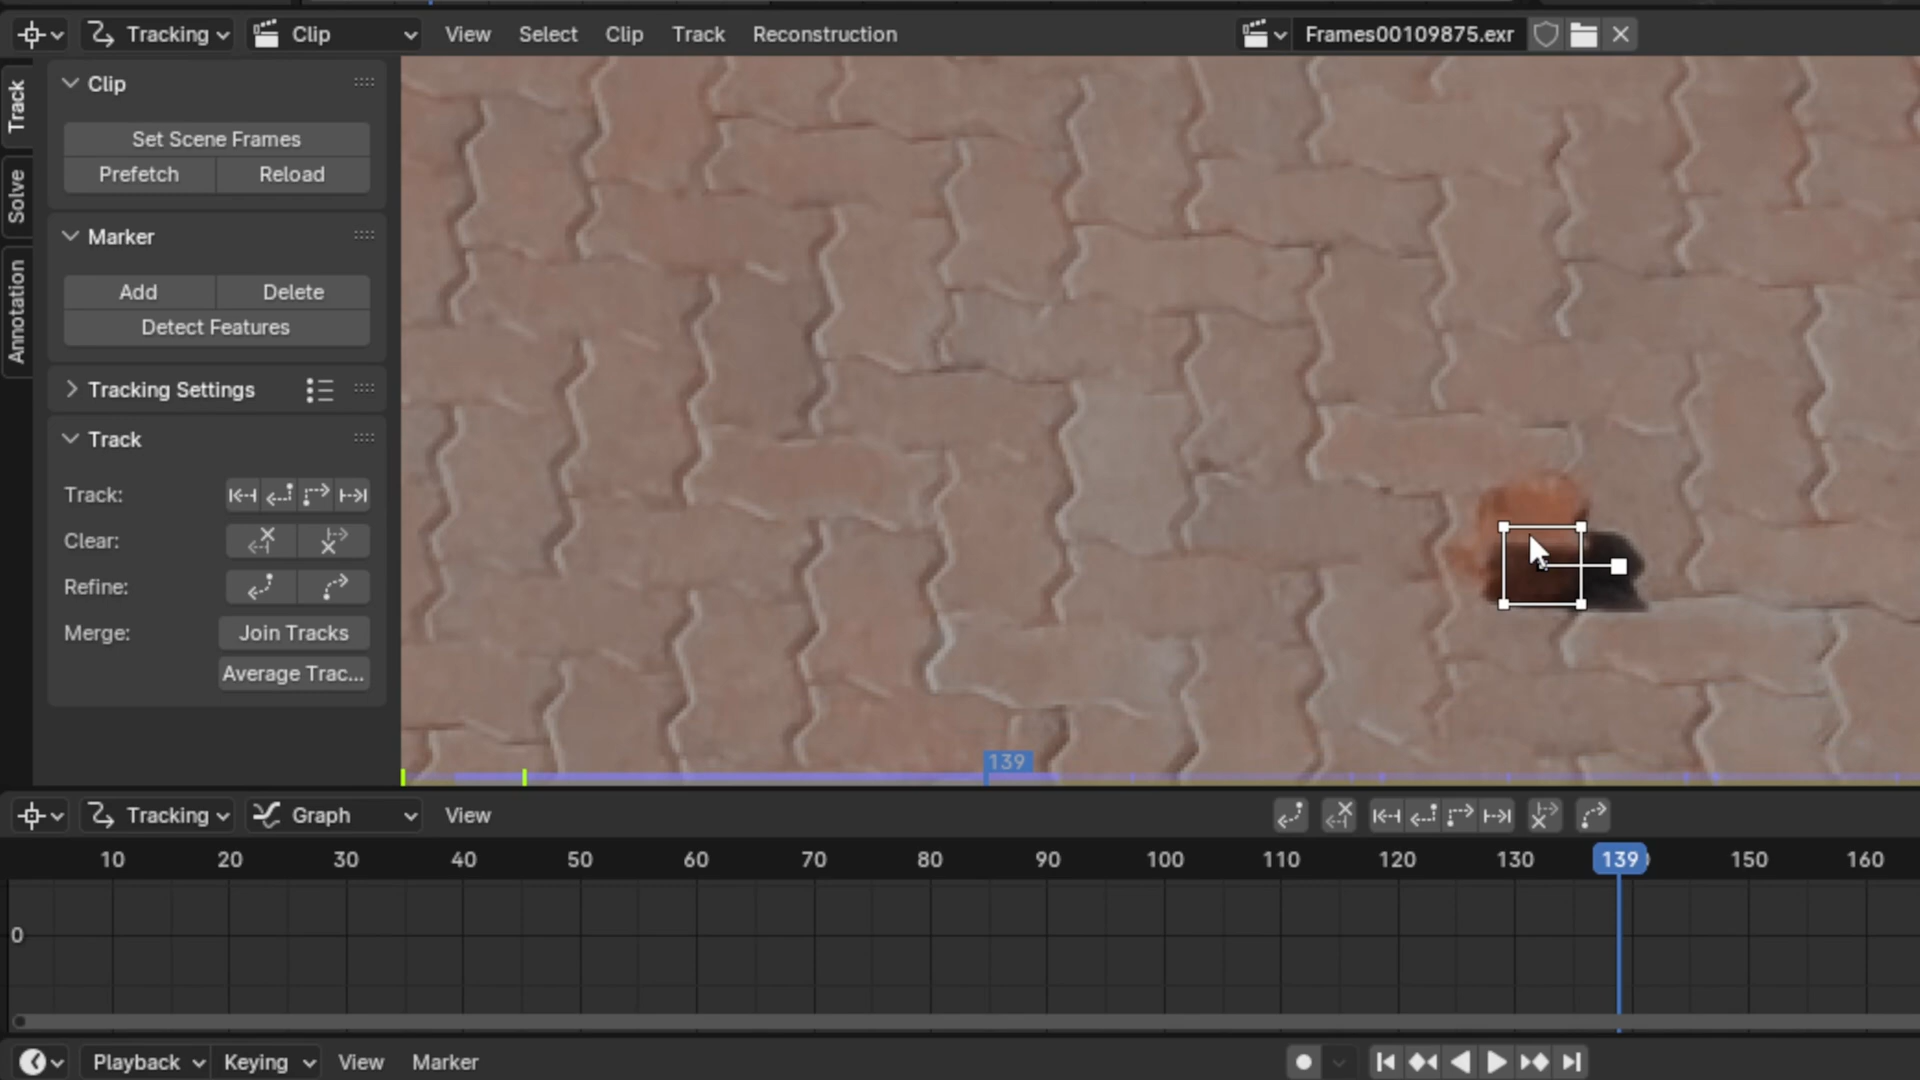 Tracking Clip View Select Clip Track Reconstruction Frames00109875.exr
Track
Solve
Annotation
Clip
Set Scene Frames
Prefetch Reload
Marker
Add Delete
Detect Features
Tracking Settings
Track
Track:
Clear:
Refine:
Merge: Join Tracks
Average Trac...
139
Tracking Graph View
10 20 30 40 50 60 70 80 90 100 110 120 130 139 150 160
0
Playback Keying View Marker